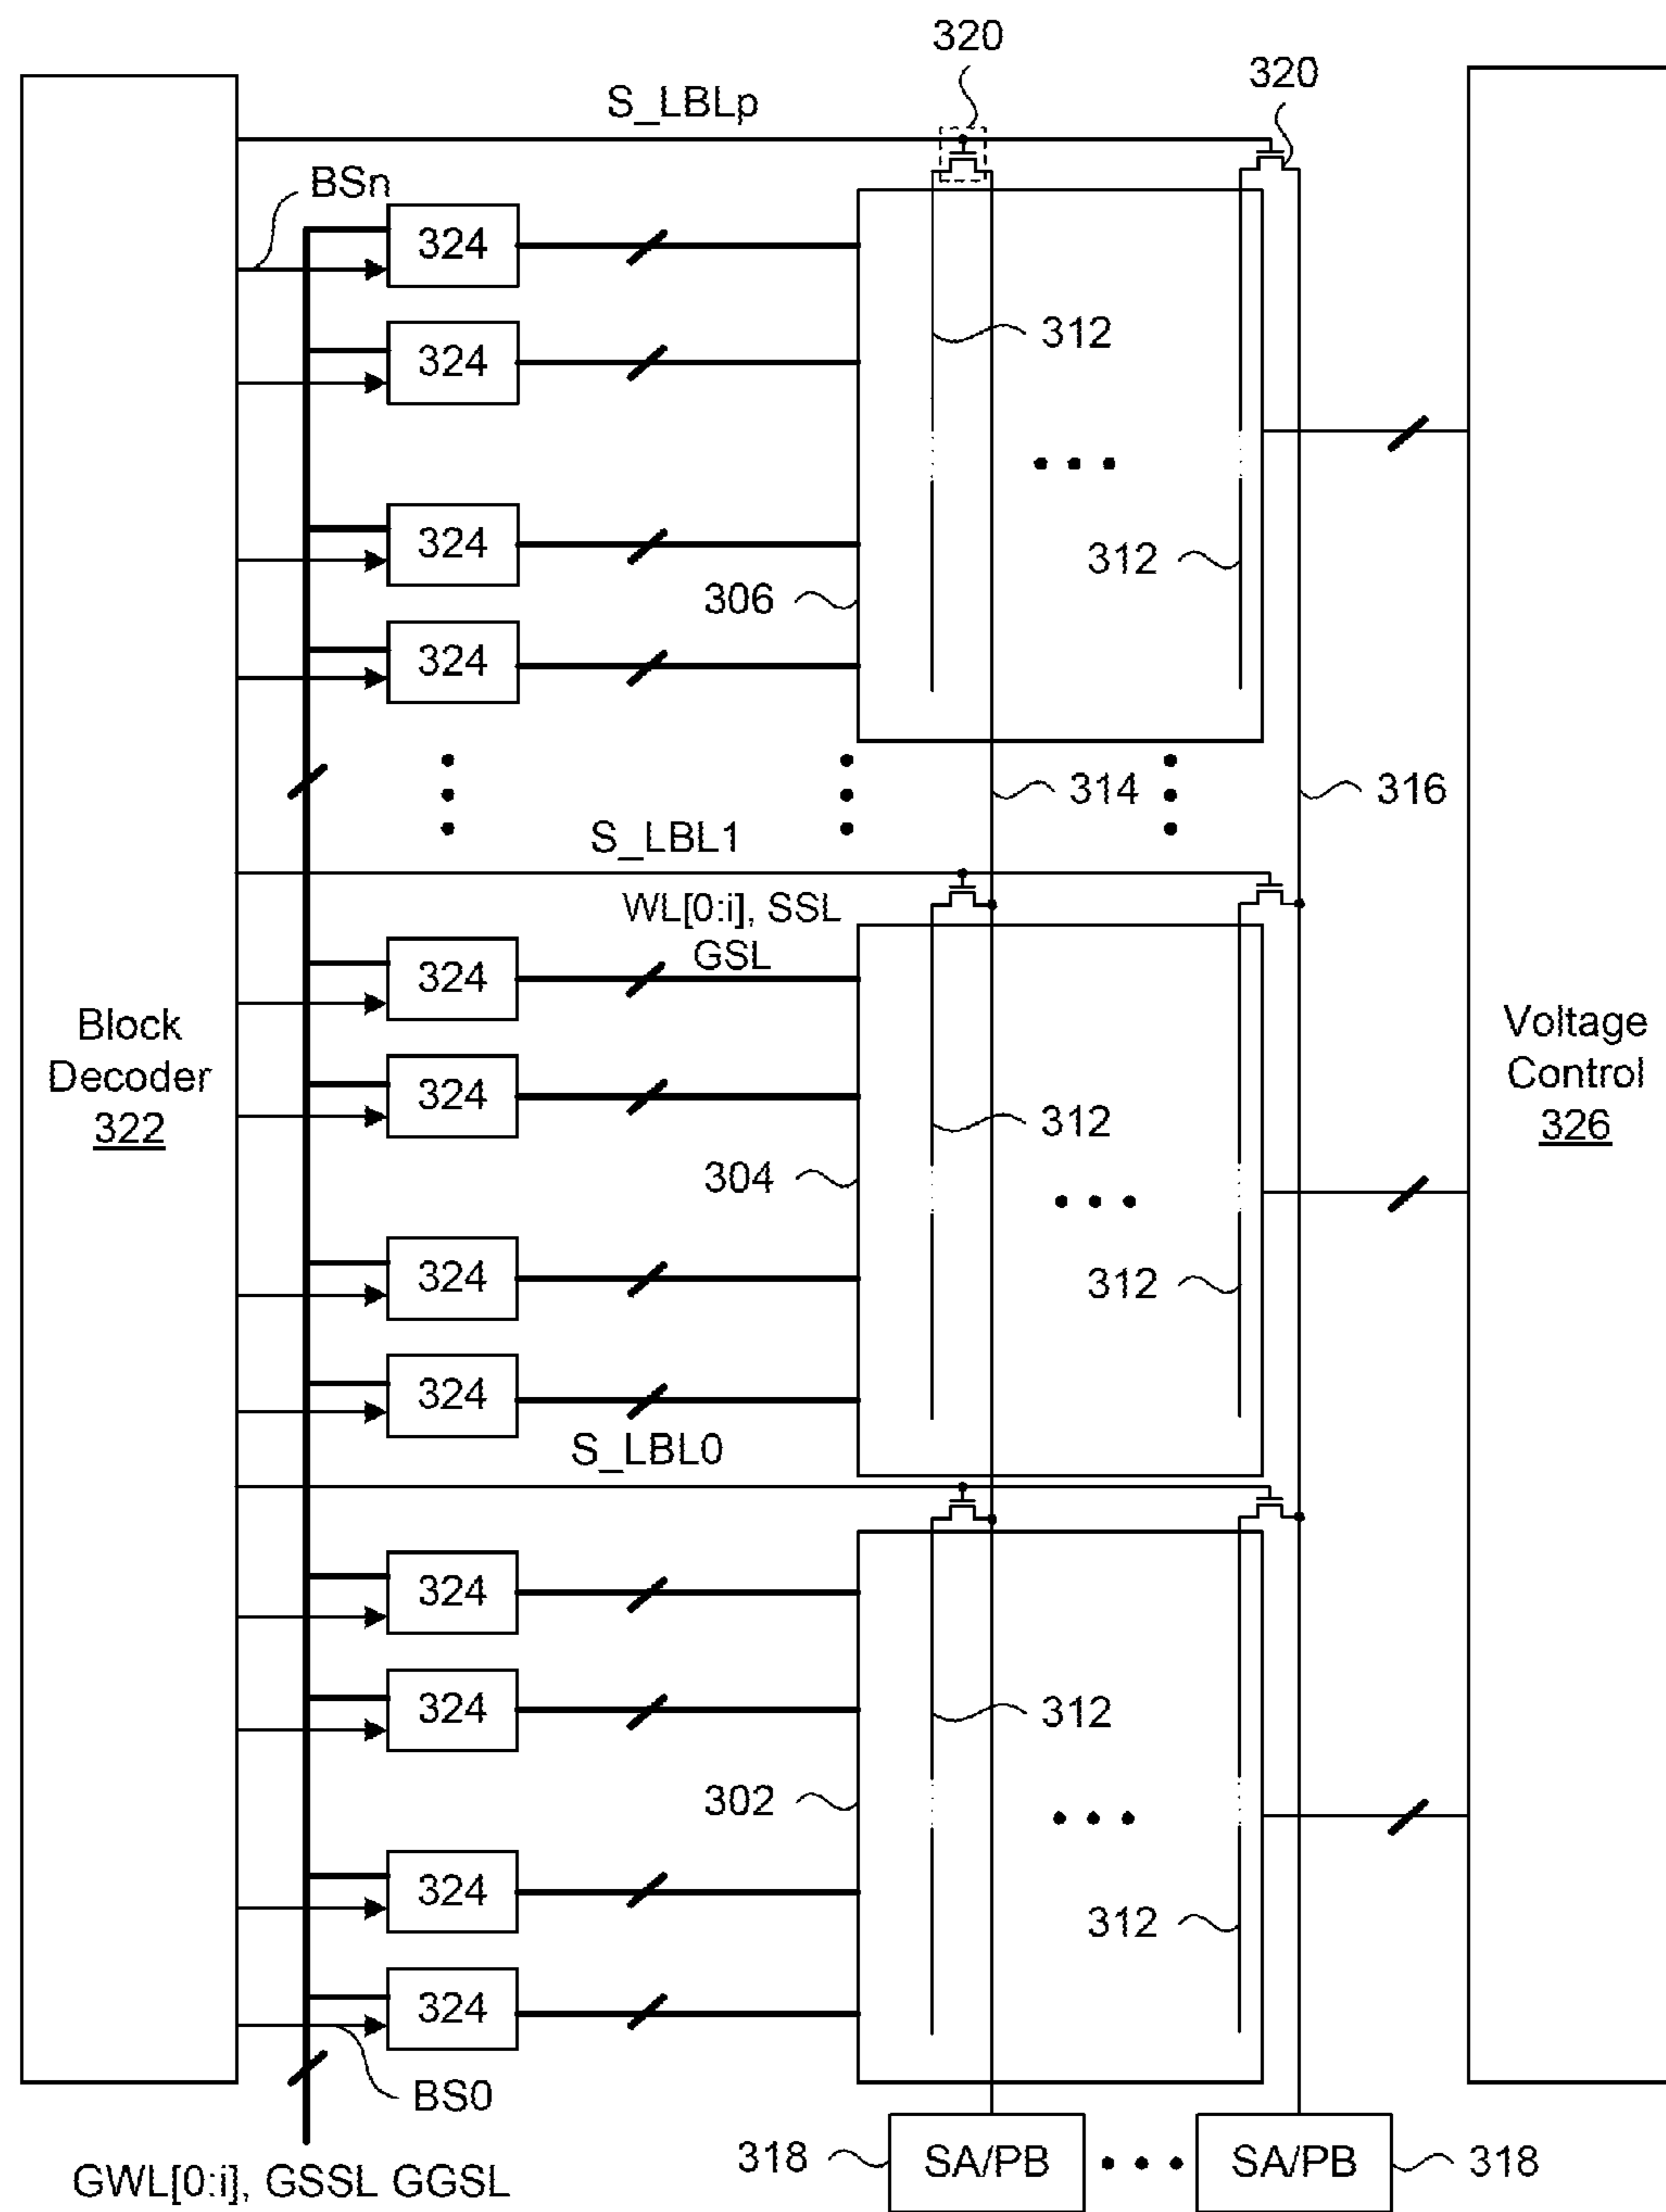 320
320
S_LBLp
BSn
324
312
324
324
312
306
324
314
316
S_LBL1
WL[0:i], SSL
GSL
324
Block
Decoder
322
Voltage
Control
326
324
312
304
324
312
324
S_LBL0
324
324
312
302
324
312
324
BS0
318
SA/PB
SA/PB
318
GWL[0:i], GSSL GGSL